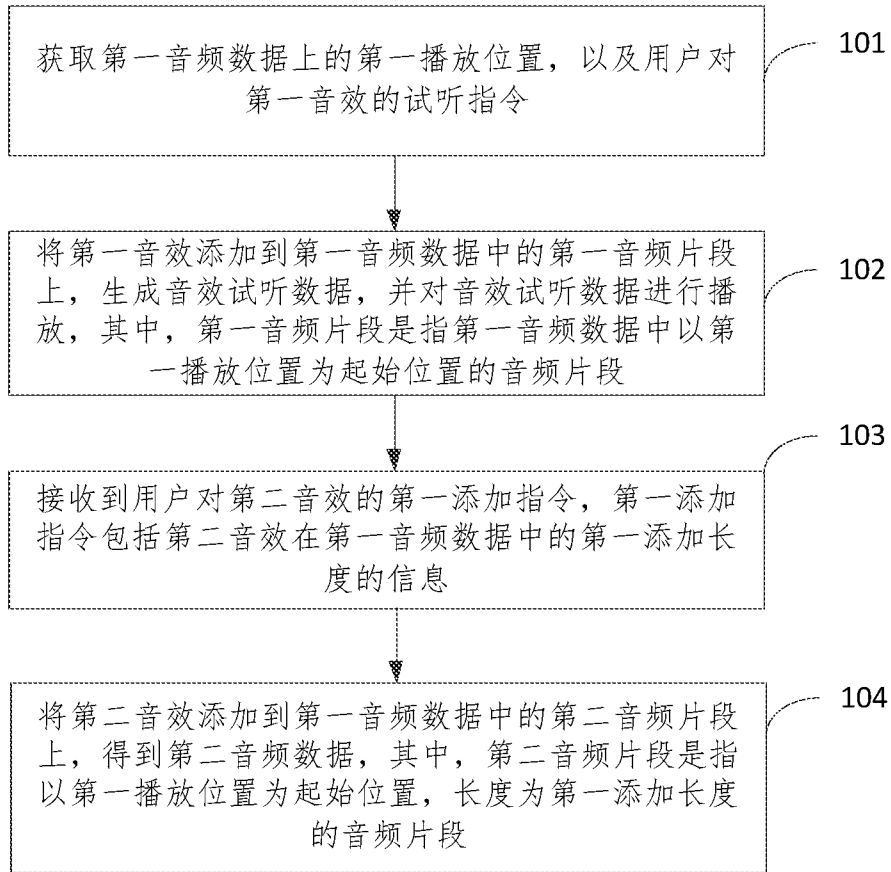 获取第一音频数据上的第一播放位置，以及用户对
第一音效的试听指令
101
将第一音效添加到第一音频数据中的第一音频片段
上，生成音效试听数据，并对音效试听数据进行播
放，其中，第一音频片段是指第一音频数据中以第
一播放位置为起始位置的音频片段
102
接收到用户对第二音效的第一添加指令，第一添加
指令包括第二音效在第一音频数据中的第一添加长
度的信息
103
将第二音效添加到第一音频数据中的第二音频片段
上，得到第二音频数据，其中，第二音频片段是指
以第一播放位置为起始位置，长度为第一添加长度
的音频片段
104